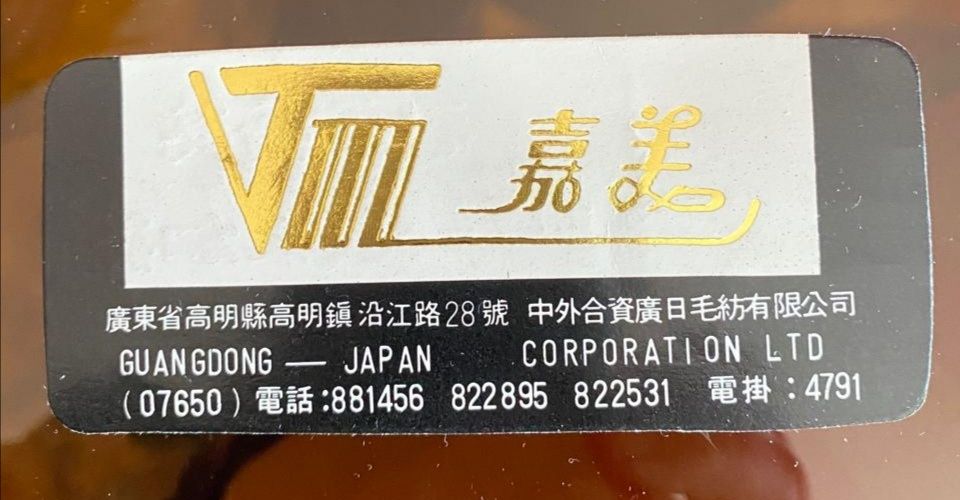 VTM 嘉美
廣東省高明縣高明鎮沿江路28號 中外合資廣日毛紡有限公司
GUANGDONG — JAPAN CORPORATION LTD
(07650) 電話:881456 822895 822531 電掛:4791